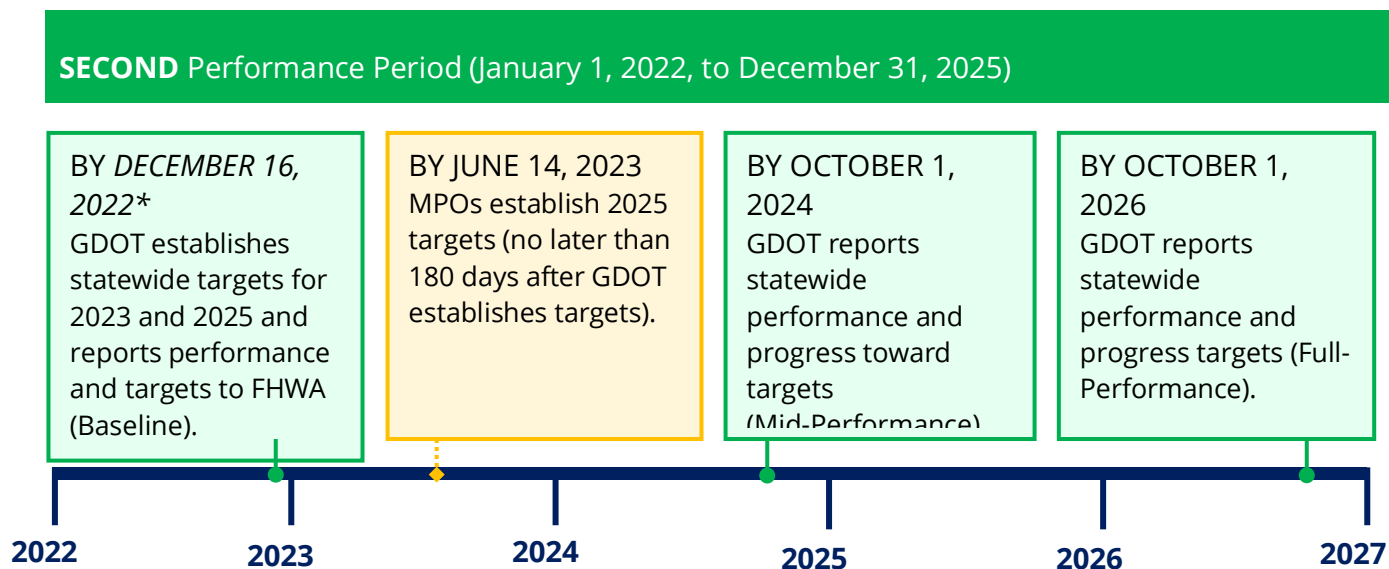 SECOND Performance Period (January 1, 2022, to December 31, 2025)
BY DECEMBER 16,
2022*
GDOT establishes
statewide targets for
2023 and 2025 and
reports performance
and targets to FHWA
(Baseline).
BY JUNE 14, 2023
MPOs establish 2025
targets (no later than
180 days after GDOT
establishes targets).
BY OCTOBER 1,
2024
GDOT reports
statewide
performance and
progress toward
targets
(Mid-Performance)
BY OCTOBER 1,
2026
GDOT reports
statewide
performance and
progress targets (Full-
Performance).
2022
2023
2024
2025
2026
2027